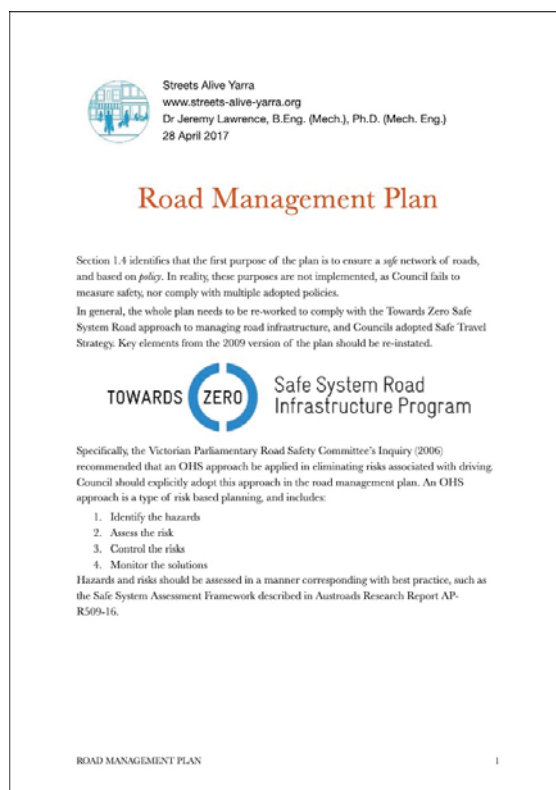 Streets Alive Yarra
www.streets-alive-yarra.org
Dr Jeremy Lawrence, B.Eng. (Mech.), Ph.D. (Mech. Eng.)
28 April 2017
Road Management Plan
Section 1.4 identifies that the first purpose of the plan is to ensure a safe network of roads,
and based on policy. In reality, these purposes are not implemented, as Council fails to
measure safety, nor comply with multiple adopted policies.
In general, the whole plan needs to be re-worked to comply with the Towards Zero Safe
System Road approach to managing road infrastructure, and Councils adopted Safe Travel
Strategy. Key elements from the 2009 version of the plan should be re-instated.
TOWARDS ZERO
Safe System Road
Infrastructure Program
Specifically, the Victorian Parliamentary Road Safety Committee's Inquiry (2006)
recommended that an OHS approach be applied in eliminating risks associated with driving.
Council should explicitly adopt this approach in the road management plan. An OHS
approach is a type of risk based planning, and includes:
1. Identify the hazards
2. Assess the risk
3. Control the risks
4. Monitor the solutions
Hazards and risks should be assessed in a manner corresponding with best practice, such as
the Safe System Assessment Framework described in Austroads Research Report AP-
R509-16.
ROAD MANAGEMENT PLAN 1